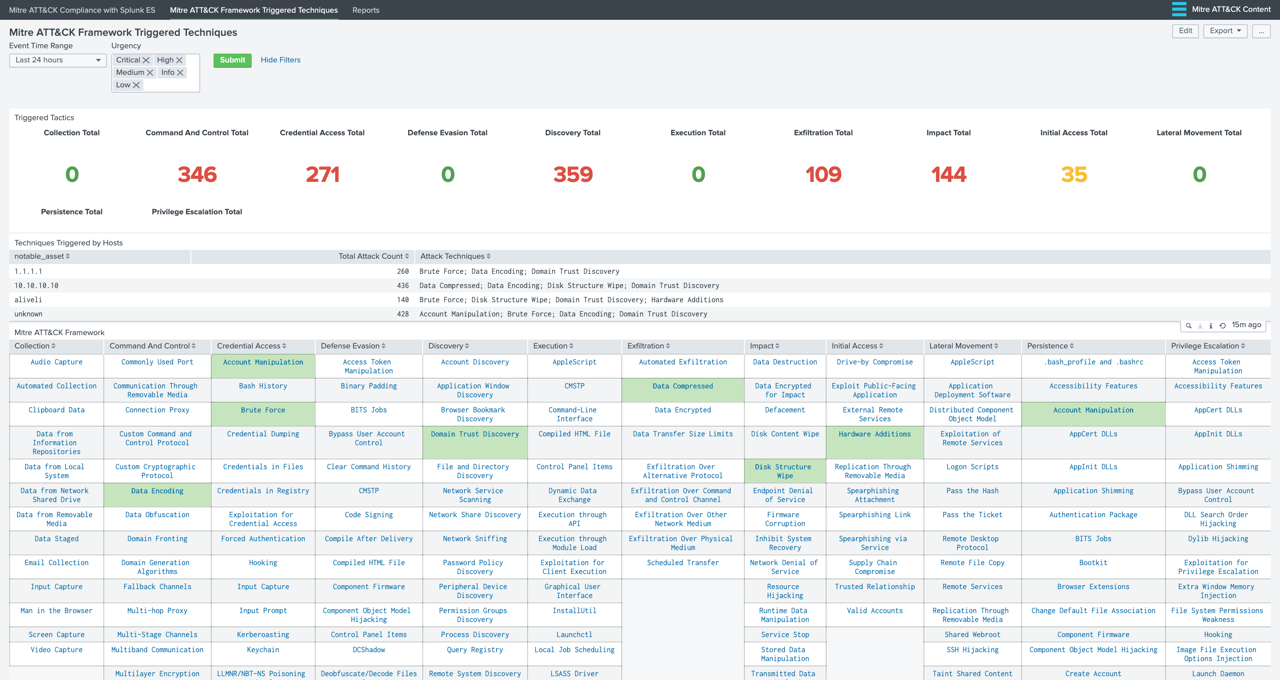 Mitre ATT&CK Compliance with Splunk ES Mitre ATT&CK Framework Triggered Techniques Reports Mitre ATT&CK Content
Mitre ATT&CK Framework Triggered Techniques Edit Export ...
Event Time Range Urgency
Last 24 hours Critical High Submit Hide Filters
Medium Info
Low
Triggered Tactics
Collection Total Command And Control Total Credential Access Total Defense Evasion Total Discovery Total Execution Total Exfiltration Total Impact Total Initial Access Total Lateral Movement Total
0 346 271 0 359 0 109 144 35 0
Persistence Total Privilege Escalation Total
Techniques Triggered by Hosts
notable_asset Total Attack Count Attack Techniques
1.1.1.1 260 Brute Force; Data Encoding; Domain Trust Discovery
10.10.10.10 436 Data Compressed; Data Encoding; Disk Structure Wipe; Domain Trust Discovery
aliveli 140 Brute Force; Disk Structure Wipe; Domain Trust Discovery; Hardware Additions
unknown 428 Account Manipulation; Brute Force; Data Encoding; Domain Trust Discovery
15m ago
Mitre ATT&CK Framework
Collection Command And Control Credential Access Defense Evasion Discovery Execution Exfiltration Impact Initial Access Lateral Movement Persistence Privilege Escalation
Audio Capture Commonly Used Port Account Manipulation Access Token Manipulation Account Discovery AppleScript Automated Exfiltration Data Destruction Drive-by Compromise AppleScript .bash_profile and .bashrc Access Token Manipulation
Automated Collection Communication Through Removable Media Bash History Binary Padding Application Window Discovery CMSTP Data Compressed Data Encrypted for Impact Exploit Public-Facing Application Application Deployment Software Accessibility Features Accessibility Features
Clipboard Data Connection Proxy Brute Force BITS Jobs Browser Bookmark Discovery Command-Line Interface Data Encrypted Defacement External Remote Services Distributed Component Object Model Account Manipulation AppCert DLLs
Data from Information Repositories Custom Command and Control Protocol Credential Dumping Bypass User Account Control Domain Trust Discovery Compiled HTML File Data Transfer Size Limits Disk Content Wipe Hardware Additions Exploitation of Remote Services AppCert DLLs AppInit DLLs
Data from Local System Custom Cryptographic Protocol Credentials in Files Clear Command History File and Directory Discovery Control Panel Items Exfiltration Over Alternative Protocol Disk Structure Wipe Replication Through Removable Media Logon Scripts AppInit DLLs Application Shimming
Data from Network Shared Drive Data Encoding Credentials in Registry CMSTP Network Service Scanning Dynamic Data Exchange Exfiltration Over Command and Control Channel Endpoint Denial of Service Spearphishing Attachment Pass the Hash Application Shimming Bypass User Account Control
Data from Removable Media Data Obfuscation Exploitation for Credential Access Code Signing Network Share Discovery Execution through API Exfiltration Over Other Network Medium Firmware Corruption Spearphishing Link Pass the Ticket Authentication Package DLL Search Order Hijacking
Data Staged Domain Fronting Forced Authentication Compile After Delivery Network Sniffing Execution through Module Load Exfiltration Over Physical Medium Inhibit System Recovery Spearphishing via Service Remote Desktop Protocol BITS Jobs Dylib Hijacking
Email Collection Domain Generation Algorithms Hooking Compiled HTML File Password Policy Discovery Exploitation for Client Execution Scheduled Transfer Network Denial of Service Supply Chain Compromise Remote File Copy Bootkit Exploitation for Privilege Escalation
Input Capture Fallback Channels Input Capture Component Firmware Peripheral Device Discovery Graphical User Interface Resource Hijacking Trusted Relationship Remote Services Browser Extensions Extra Window Memory Injection
Man in the Browser Multi-hop Proxy Input Prompt Component Object Model Hijacking Permission Groups Discovery InstallUtil Runtime Data Manipulation Valid Accounts Replication Through Removable Media Change Default File Association File System Permissions Weakness
Screen Capture Multi-Stage Channels Kerberoasting Control Panel Items Process Discovery Launchctl Service Stop Shared Webroot Component Firmware Hooking
Video Capture Multiband Communication Keychain DCShadow Query Registry Local Job Scheduling Stored Data Manipulation SSH Hijacking Component Object Model Hijacking Image File Execution Options Injection
Multilayer Encryption LLMNR/NBT-NS Poisoning Deobfuscate/Decode Files Remote System Discovery LSASS Driver Transmitted Data Taint Shared Content Create Account Launch Daemon